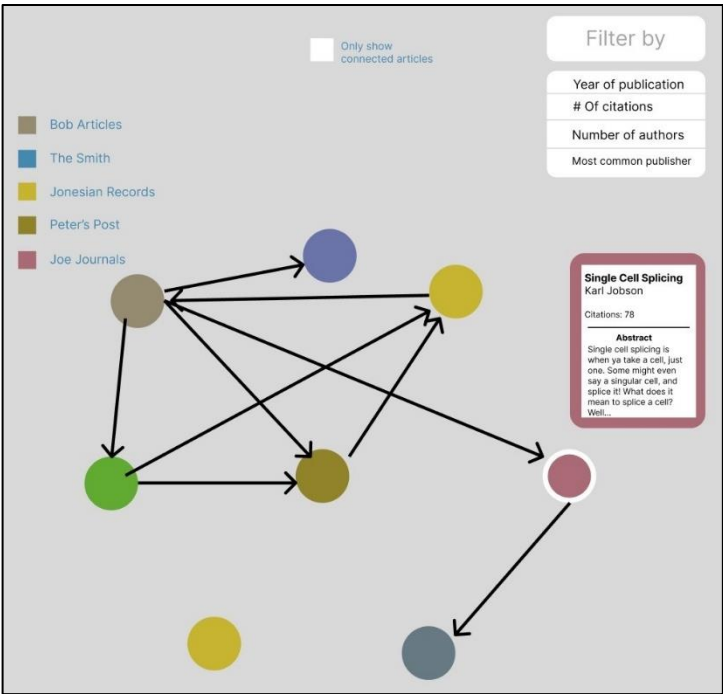 Only show
connected articles
Filter by
Year of publication
# Of citations
Number of authors
Most common publisher
Bob Articles
The Smith
Jonesian Records
Peter's Post
Joe Journals
Single Cell Splicing
Karl Jobson
Citations: 78
Abstract
Single cell splicing is
when ya take a cell, just
one. Some might even
say a singular cell, and
splice it! What does it
mean to splice a cell?
Well...